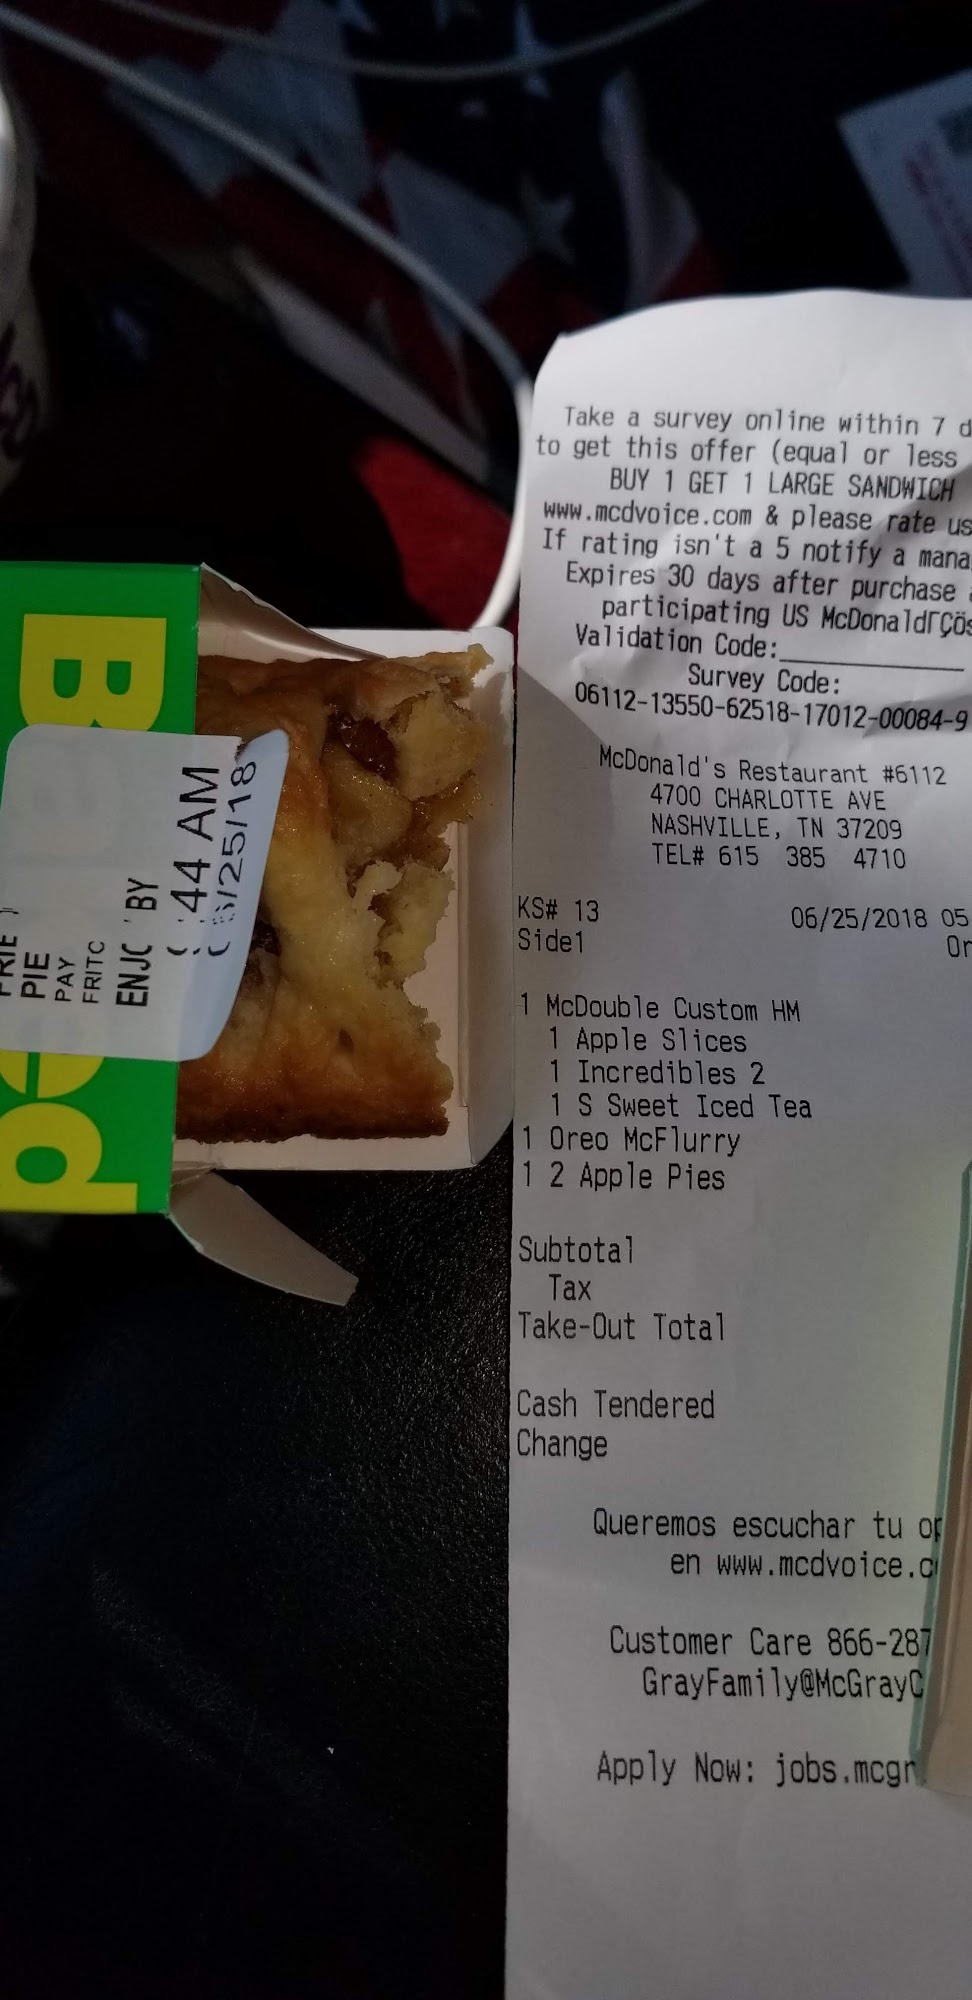 Take a survey online within 7 d
to get this offer (equal or less
BUY 1 GET 1 LARGE SANDWICH
www.mcdvoice.com & please rate us
If rating isn't a 5 notify a mana
Expires 30 days after purchase
participating US McDonaldΓÇös
Validation Code:
Survey Code:
06112-13550-62518-17012-00084-9
McDonald's Restaurant #6112
4700 CHARLOTTE AVE
NASHVILLE, TN 37209
TEL# 615 385 4710
KS# 13 06/25/2018 05
Side1 Or
1 McDouble Custom HM
1 Apple Slices
1 Incredibles 2
1 S Sweet Iced Tea
1 Oreo McFlurry
1 2 Apple Pies
Subtotal
Tax
Take-Out Total
Cash Tendered
Change
Queremos escuchar tu op
en www.mcdvoice.c
Customer Care 866-287
GrayFamily@McGrayC
Apply Now: jobs.mcgr
B ed
PIE
PAY
FRITC
ENJO BY
:44 AM
6/25/18